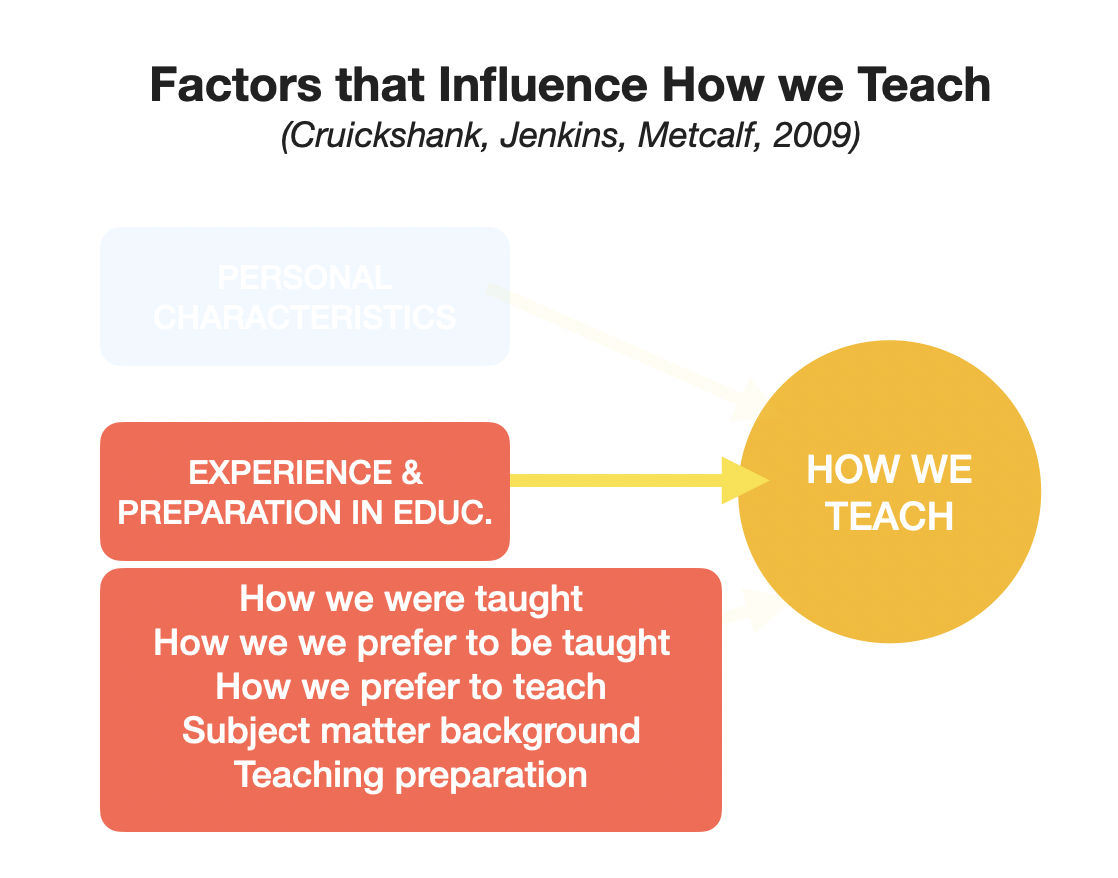 Factors that Influence How we Teach
(Cruickshank, Jenkins, Metcalf, 2009)
PERSONAL
CHARACTERISTICS
EXPERIENCE &
PREPARATION IN EDUC.
HOW WE
TEACH
How we were taught
How we we prefer to be taught
How we prefer to teach
Subject matter background
Teaching preparation